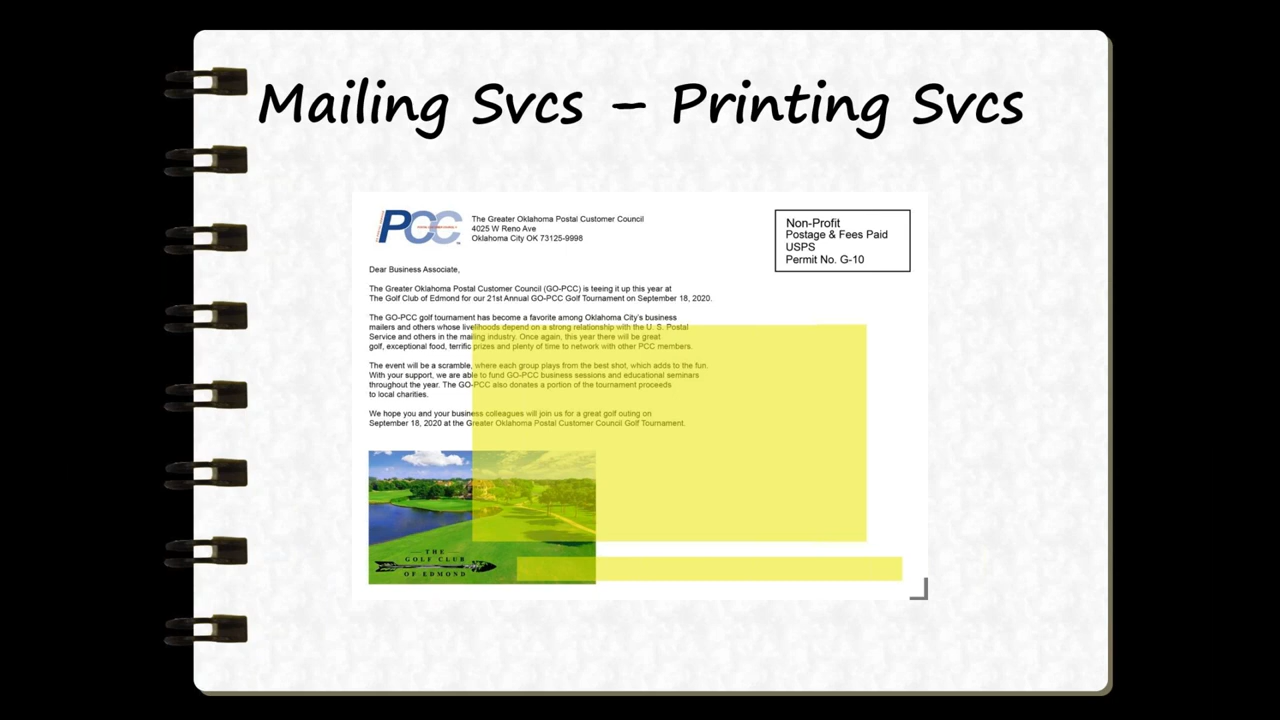 Mailing Svcs – Printing Svcs
PCC
The Greater Oklahoma Postal Customer Council
4025 W Reno Ave
Oklahoma City OK 73125-9998
Non-Profit
Postage & Fees Paid
USPS
Permit No. G-10
Dear Business Associate,
The Greater Oklahoma Postal Customer Council (GO-PCC) is teeing it up this year at
The Golf Club of Edmond for our 21st Annual GO-PCC Golf Tournament on September 18, 2020.
The GO-PCC golf tournament has become a favorite among Oklahoma City's business
mailers and others whose livelihoods depend on a strong relationship with the U. S. Postal
Service and others in the mailing industry. Once again, this year there will be great
golf, exceptional food, terrific prizes and plenty of time to network with other PCC members.
The event will be a scramble, where each group plays from the best shot, which adds to the fun.
With your support, we are able to fund GO-PCC business sessions and educational seminars
throughout the year. The GO-PCC also donates a portion of the tournament proceeds
to local charities.
We hope you and your business colleagues will join us for a great golf outing on
September 18, 2020 at the Greater Oklahoma Postal Customer Council Golf Tournament.
THE
GOLF CLUB
OF EDMOND